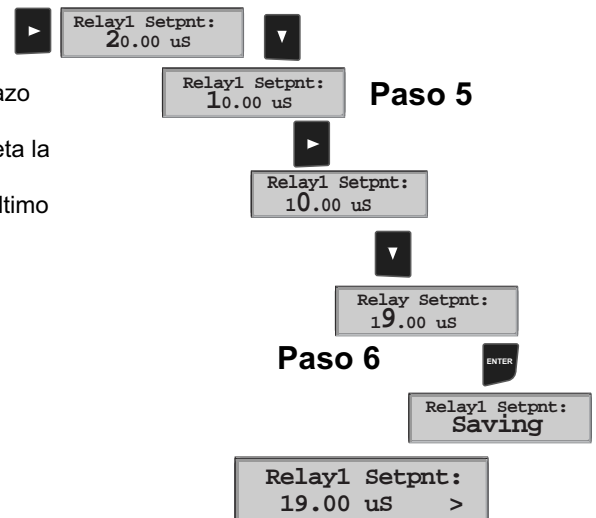 Relay1 Setpnt:
20.00 uS
azo
Relay1 Setpnt:
10.00 uS
Paso 5
eta la
Relay1 Setpnt:
10.00 uS
ltimo
Relay Setpnt:
19.00 uS
Paso 6
ENTER
Relay1 Setpnt:
Saving
Relay1 Setpnt:
19.00 uS >